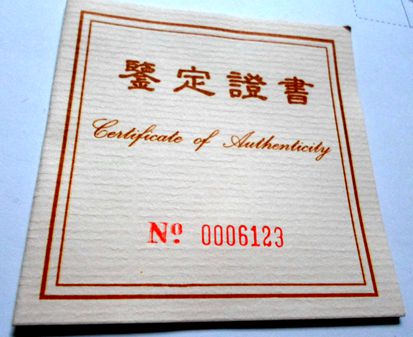 鑒定證書
Certificate of Authenticity
Nº 0006123